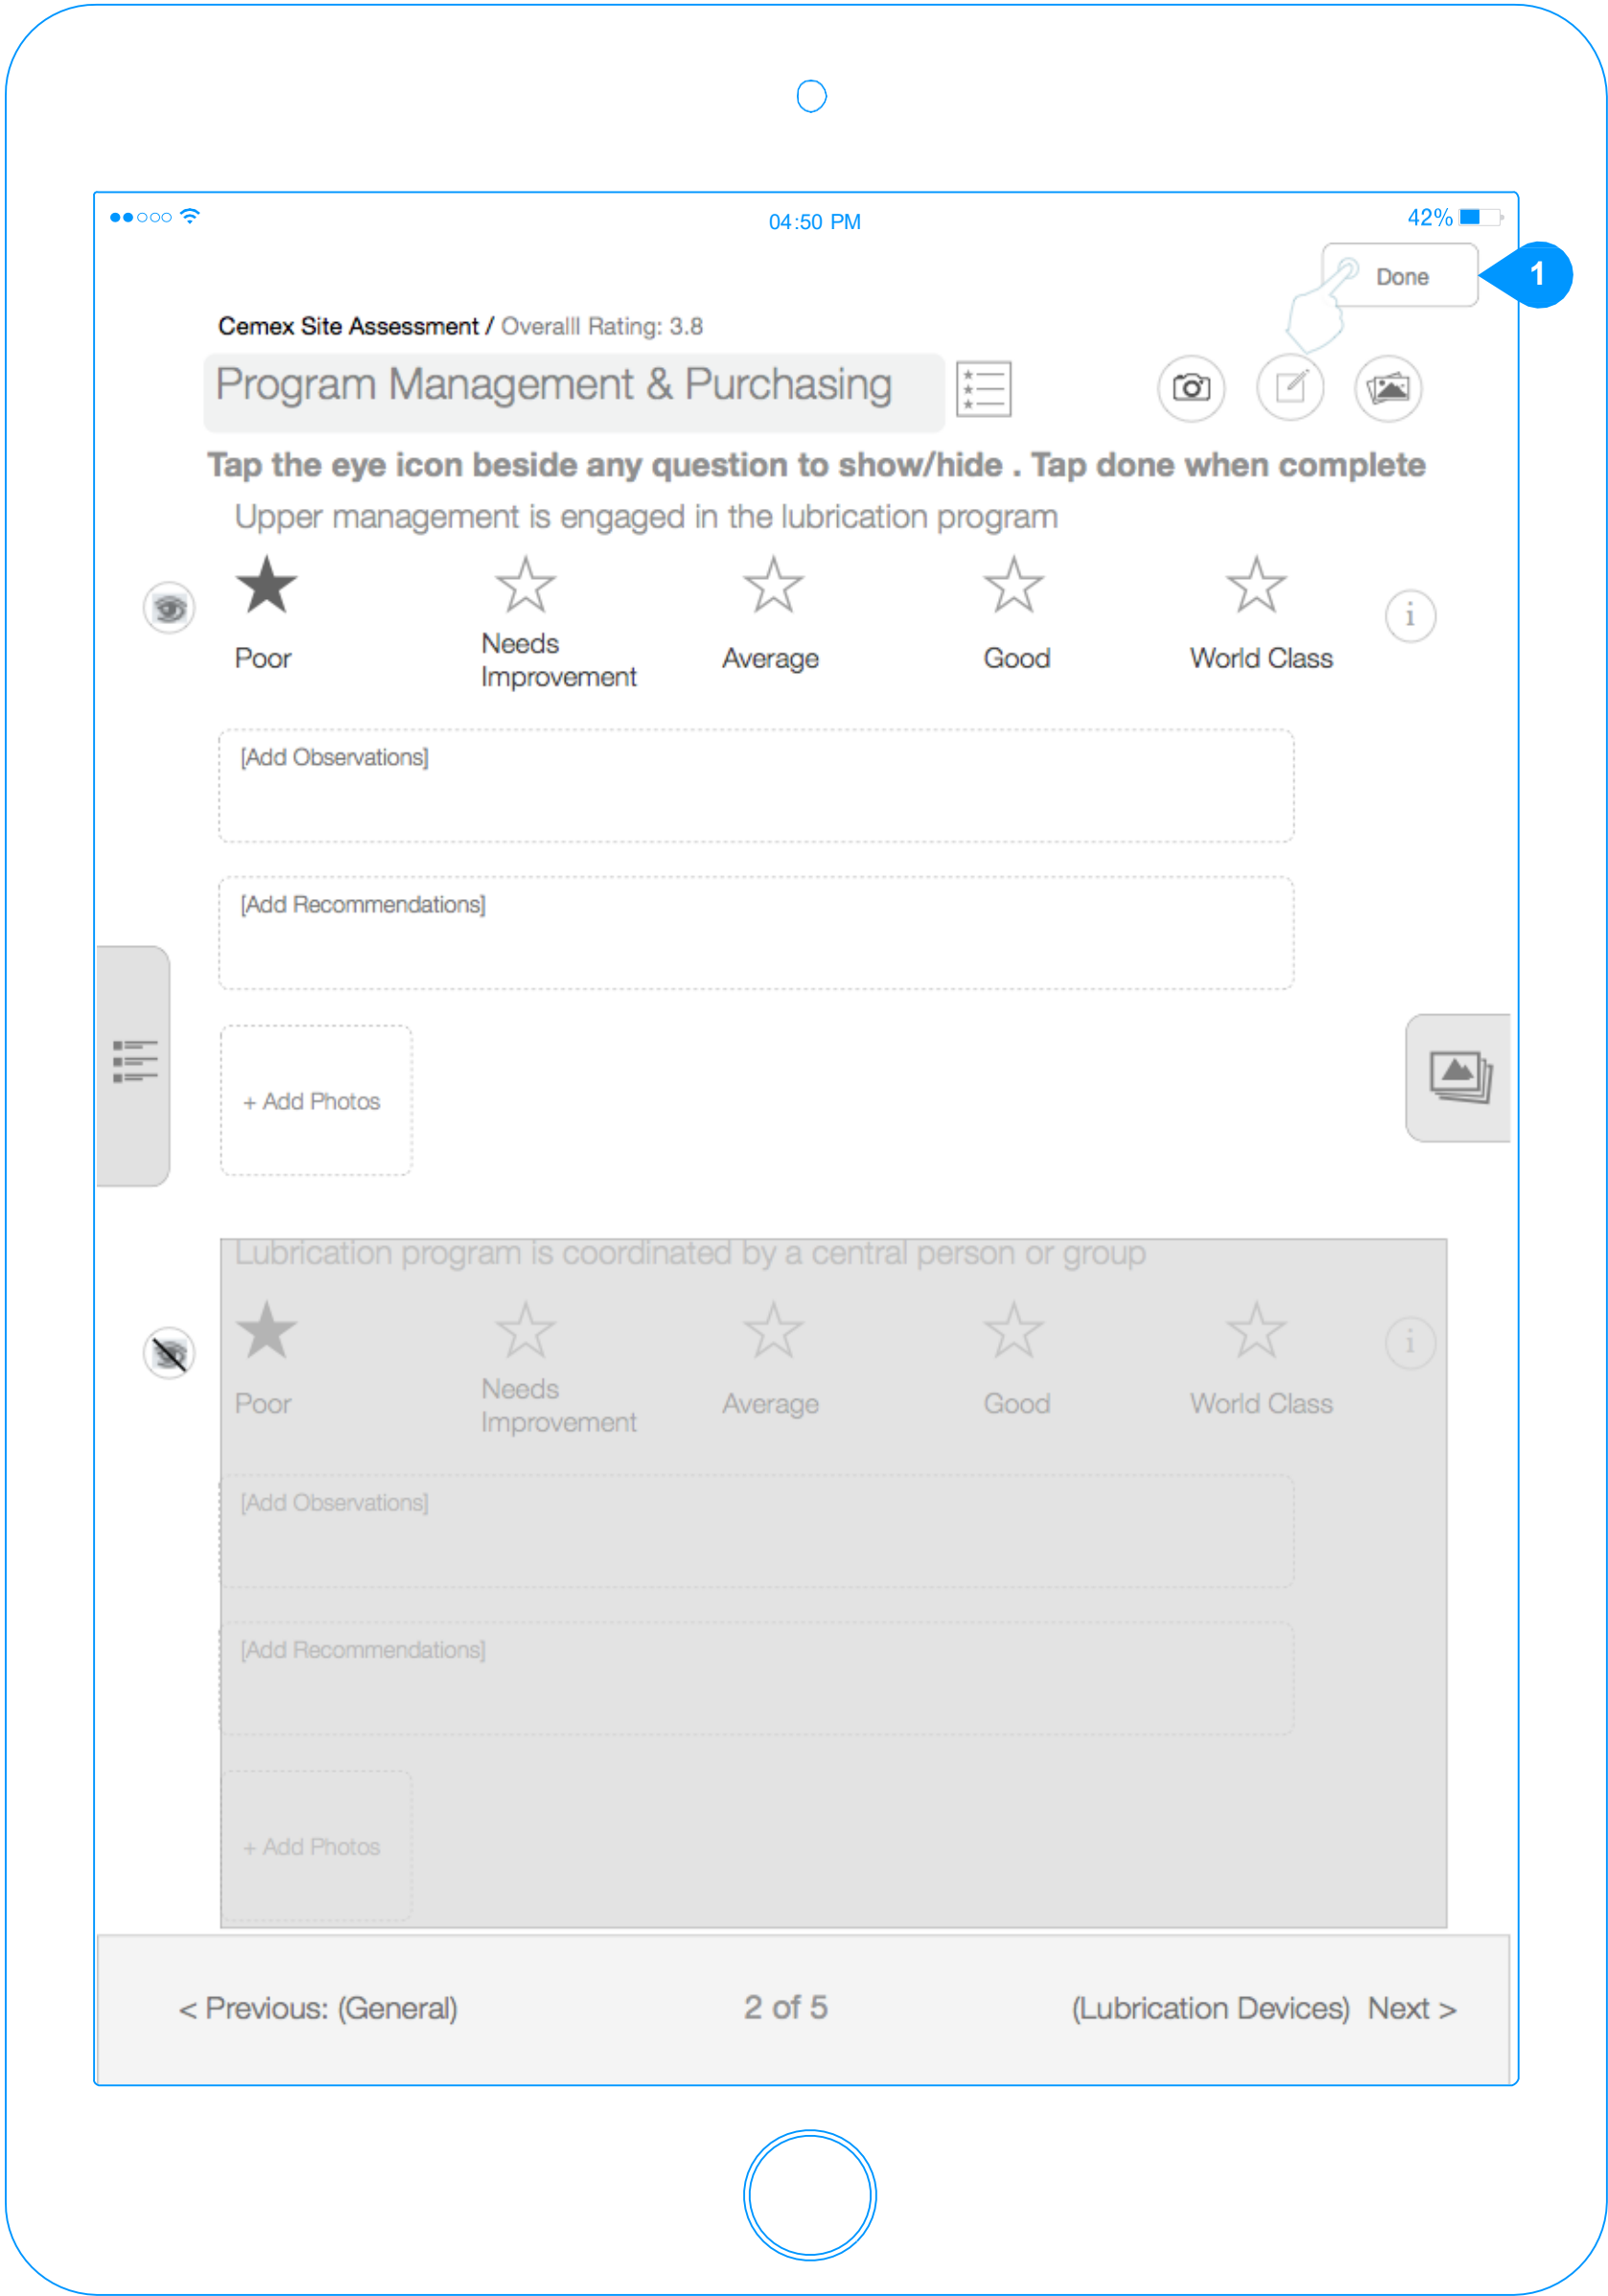 04:50 PM
42%
Done
1
Cemex Site Assessment / Overalll Rating: 3.8
Program Management & Purchasing
Tap the eye icon beside any question to show/hide . Tap done when complete
Upper management is engaged in the lubrication program
Poor
Needs
Improvement
Average
Good
World Class
i
[Add Observations]
[Add Recommendations]
+ Add Photos
Lubrication program is coordinated by a central person or group
Poor
Needs
Improvement
Average
Good
World Class
i
[Add Observations]
[Add Recommendations]
+ Add Photos
< Previous: (General)
2 of 5
(Lubrication Devices) Next >